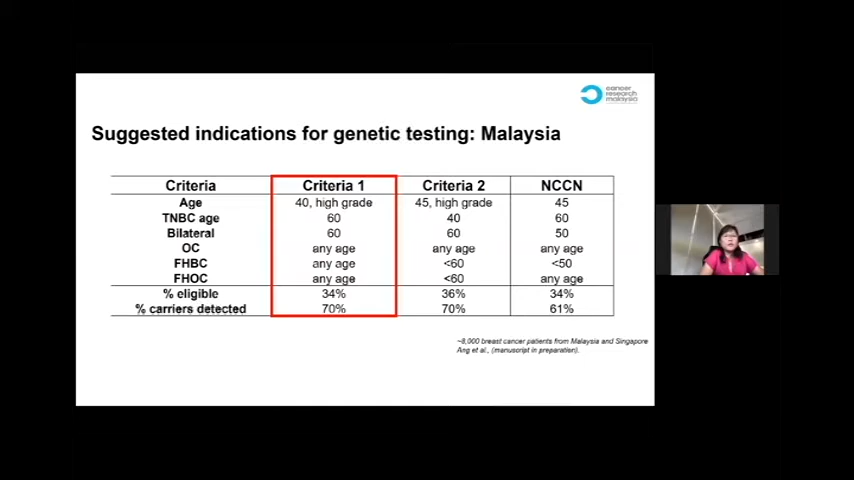 cancer
research
malaysia
Suggested indications for genetic testing: Malaysia
Criteria Criteria 1 Criteria 2 NCCN
Age 40, high grade 45, high grade 45
TNBC age 60 40 60
Bilateral 60 60 50
OC any age any age any age
FHBC any age <60 <50
FHOC any age <60 any age
% eligible 34% 36% 34%
% carriers detected 70% 70% 61%
~8,000 breast cancer patients from Malaysia and Singapore
Ang et al., (manuscript in preparation).